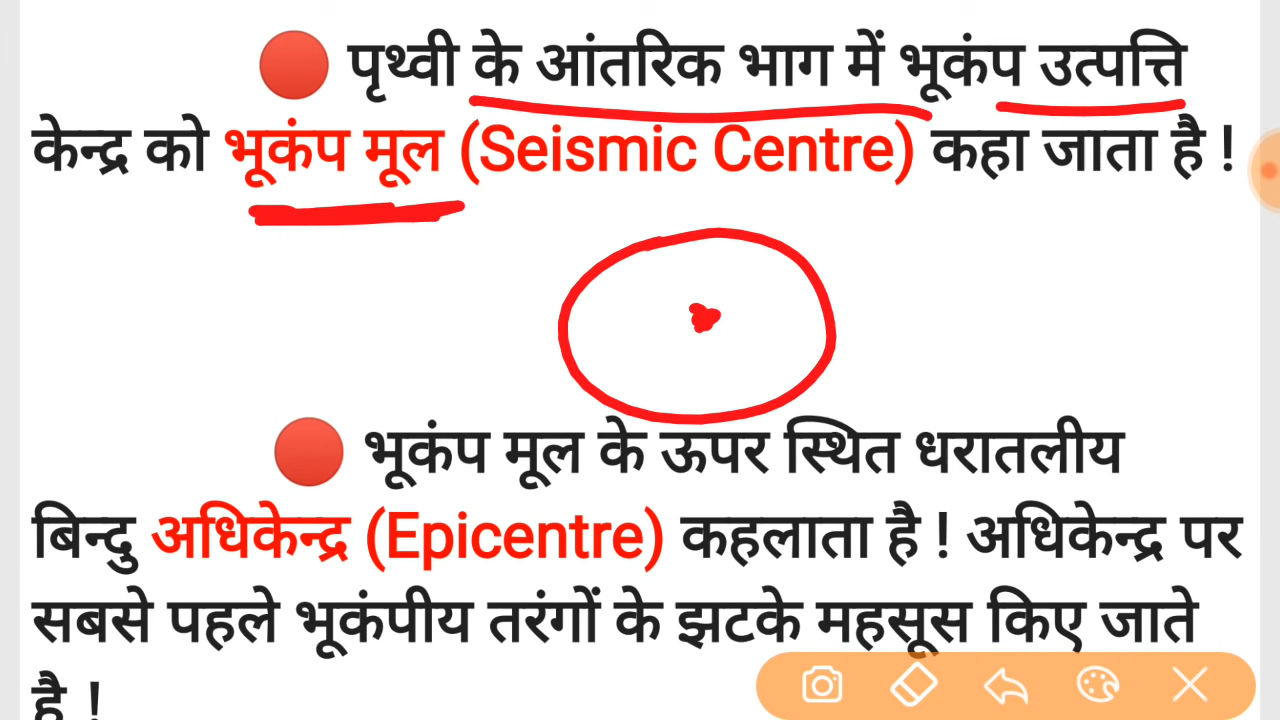 पृथ्वी के आंतरिक भाग में भूकंप उत्पत्ति
केन्द्र को भूकंप मूल (Seismic Centre) कहा जाता है !
भूकंप मूल के ऊपर स्थित धरातलीय
बिन्दु अधिकेन्द्र (Epicentre) कहलाता है ! अधिकेन्द्र पर
सबसे पहले भूकंपीय तरंगों के झटके महसूस किए जाते
है !